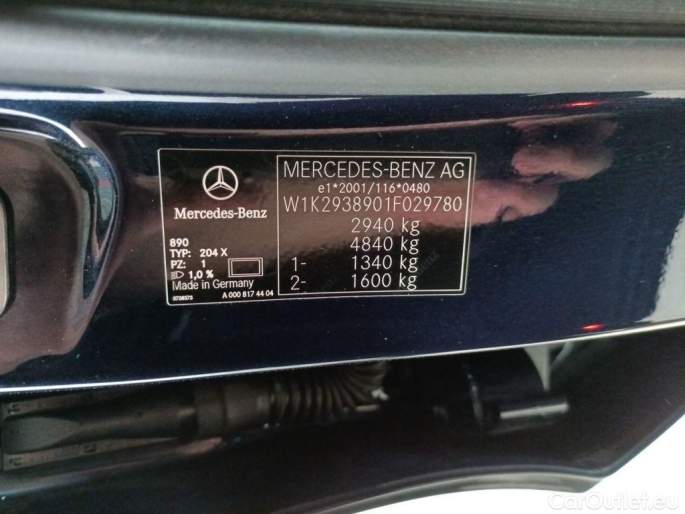 Mercedes-Benz
890
TYP: 204 X
PZ: 1
1,0 %
Made in Germany
A 000 817 44 04
MERCEDES-BENZ AG
e1*2001/116*0480
W1K2938901F029780
2940 kg
4840 kg
1- 1340 kg
2- 1600 kg
CarOutlet.eu